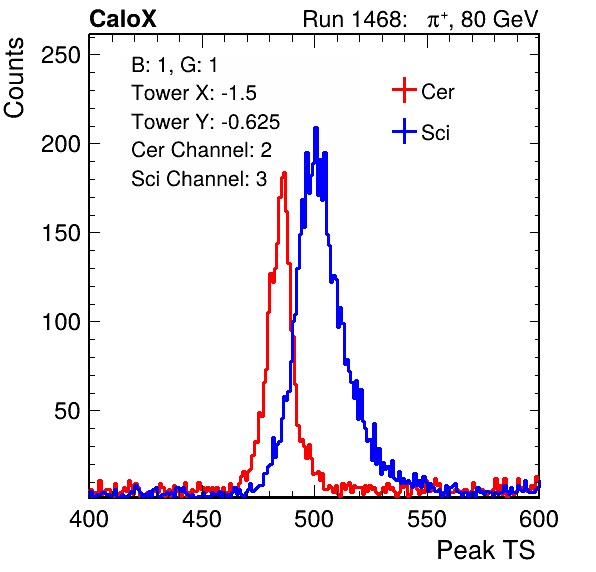 CaloX Run 1468: π⁺, 80 GeV
Counts
250
200
150
100
50
B: 1, G: 1
Tower X: -1.5
Tower Y: -0.625
Cer Channel: 2
Sci Channel: 3
Cer
Sci
400 450 500 550 600
Peak TS